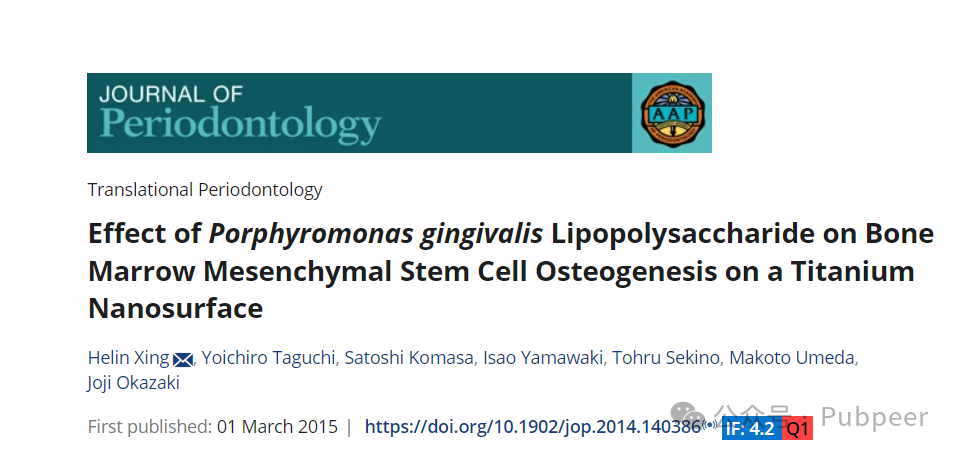 JOURNAL OF
Periodontology
AAP
Translational Periodontology
Effect of Porphyromonas gingivalis Lipopolysaccharide on Bone
Marrow Mesenchymal Stem Cell Osteogenesis on a Titanium
Nanosurface
Helin Xing, Yoichiro Taguchi, Satoshi Komasa, Isao Yamawaki, Tohru Sekino, Makoto Umeda,
Joji Okazaki
First published: 01 March 2015 | https://doi.org/10.1902/jop.2014.140386 IF: 4.2 Q1
公众号 · Pubpeer